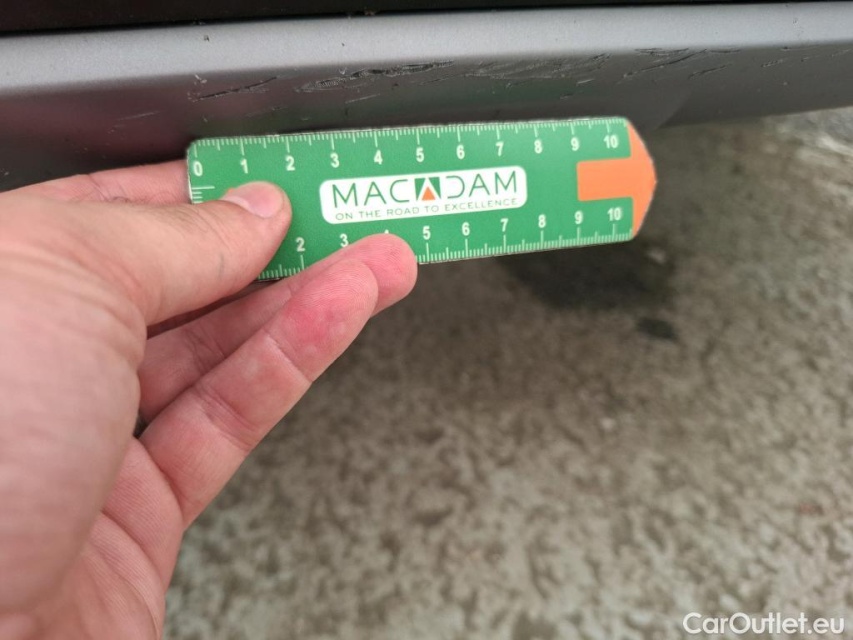 0 1 2 3 4 5 6 7 8 9 10
MACADAM
ON THE ROAD TO EXCELLENCE
2 3 4 5 6 7 8 9 10
CarOutlet.eu